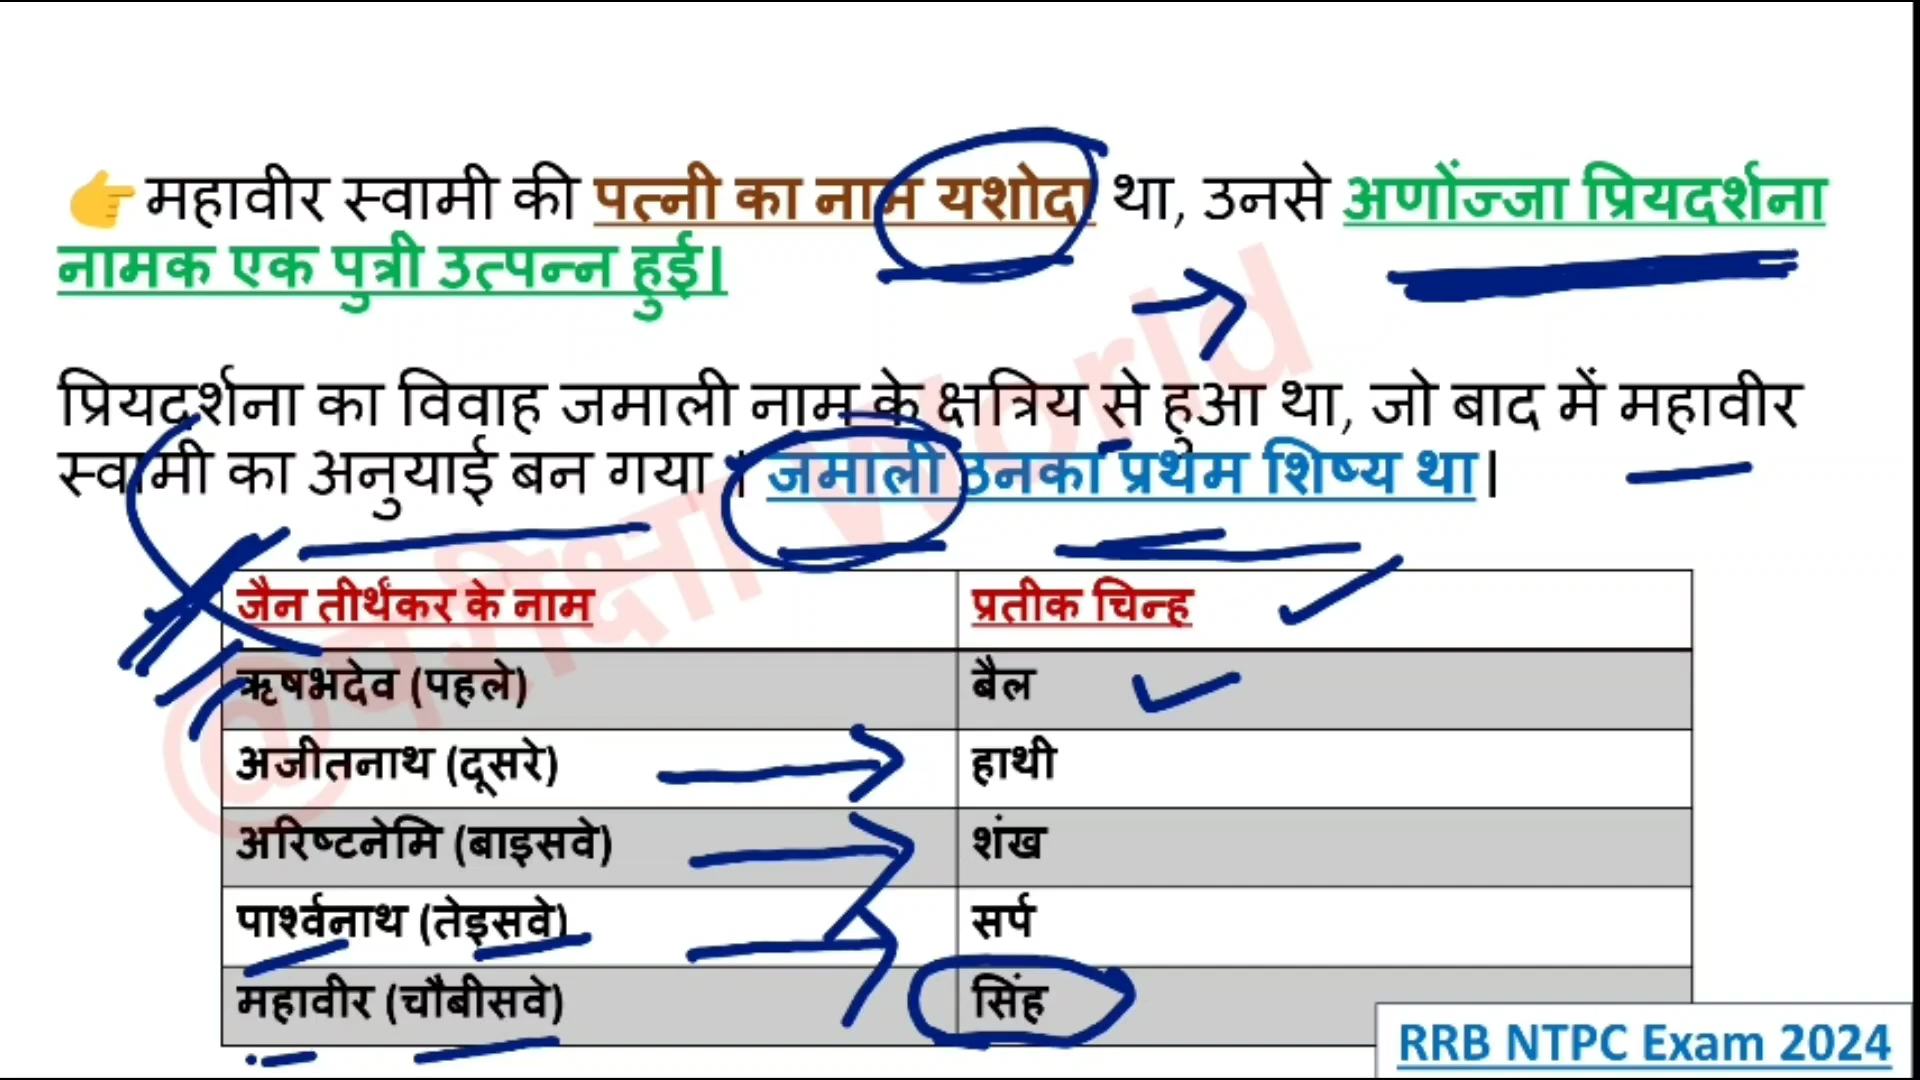 महावीर स्वामी की पत्नी का नाम यशोदा था, उनसे अणोंज्जा प्रियदर्शना
नामक एक पुत्री उत्पन्न हुई।
प्रियदर्शना का विवाह जमाली नाम के क्षत्रिय से हुआ था, जो बाद में महावीर
स्वामी का अनुयाई बन गया । जमाली उनका प्रथम शिष्य था।
जैन तीर्थंकर के नाम प्रतीक चिन्ह
ऋषभदेव (पहले) बैल
अजीतनाथ (दूसरे) हाथी
अरिष्टनेमि (बाइसवे) शंख
पार्श्वनाथ (तेइसवे) सर्प
महावीर (चौबीसवे) सिंह
@परीक्षा World
RRB NTPC Exam 2024